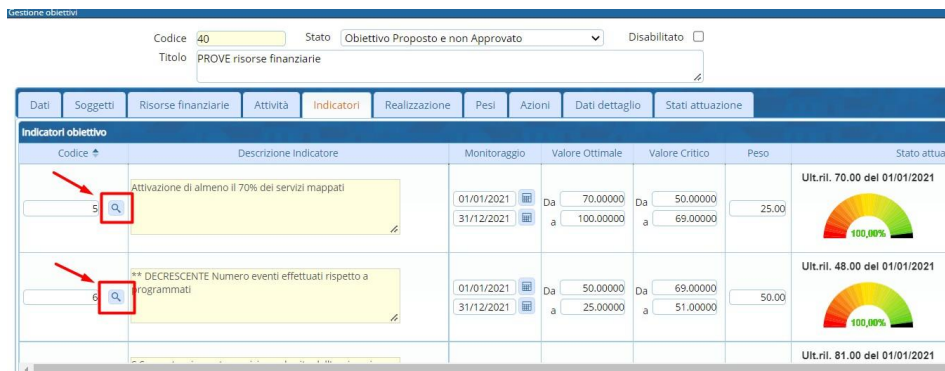 Gestione obiettivi
Codice 40 Stato Obiettivo Proposto e non Approvato Disabilitato
Titolo PROVE risorse finanziarie
Dati Soggetti Risorse finanziarie Attività Indicatori Realizzazione Pesi Azioni Dati dettaglio Stati attuazione
Indicatori obiettivo
Codice Descrizione Indicatore Monitoraggio Valore Ottimale Valore Critico Peso Stato attua
Ult.ril. 70.00 del 01/01/2021
Attivazione di almeno il 70% dei servizi mappati
01/01/2021 Da 70.00000 Da 50.00000
5 25.00
31/12/2021 a 100.00000 a 69.00000
100,00%
Ult.ril. 48.00 del 01/01/2021
** DECRESCENTE Numero eventi effettuati rispetto a
programmati
01/01/2021 Da 50.00000 Da 69.00000
6 50.00
31/12/2021 a 25.00000 a 51.00000
100,00%
Ult.ril. 81.00 del 01/01/2021